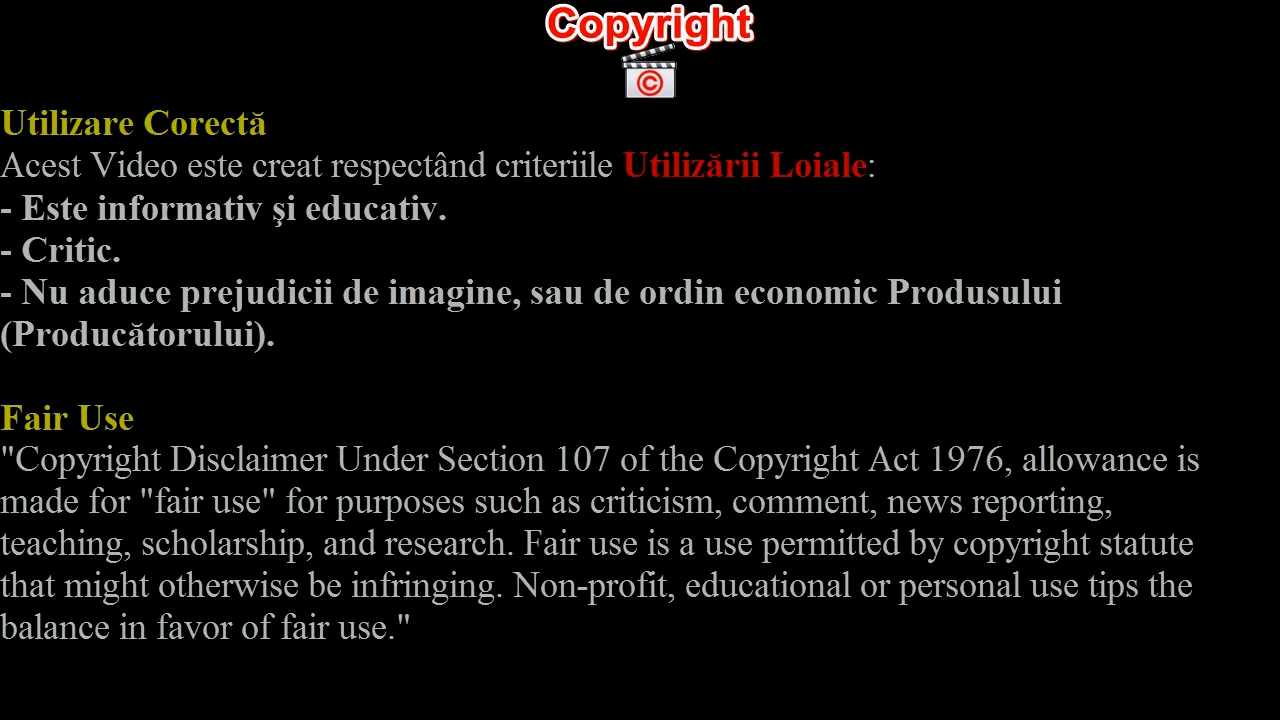 Copyright
©
Utilizare Corectă
Acest Video este creat respectând criteriile Utilizării Loiale:
- Este informativ şi educativ.
- Critic.
- Nu aduce prejudicii de imagine, sau de ordin economic Produsului
(Producătorului).
Fair Use
"Copyright Disclaimer Under Section 107 of the Copyright Act 1976, allowance is
made for "fair use" for purposes such as criticism, comment, news reporting,
teaching, scholarship, and research. Fair use is a use permitted by copyright statute
that might otherwise be infringing. Non-profit, educational or personal use tips the
balance in favor of fair use."